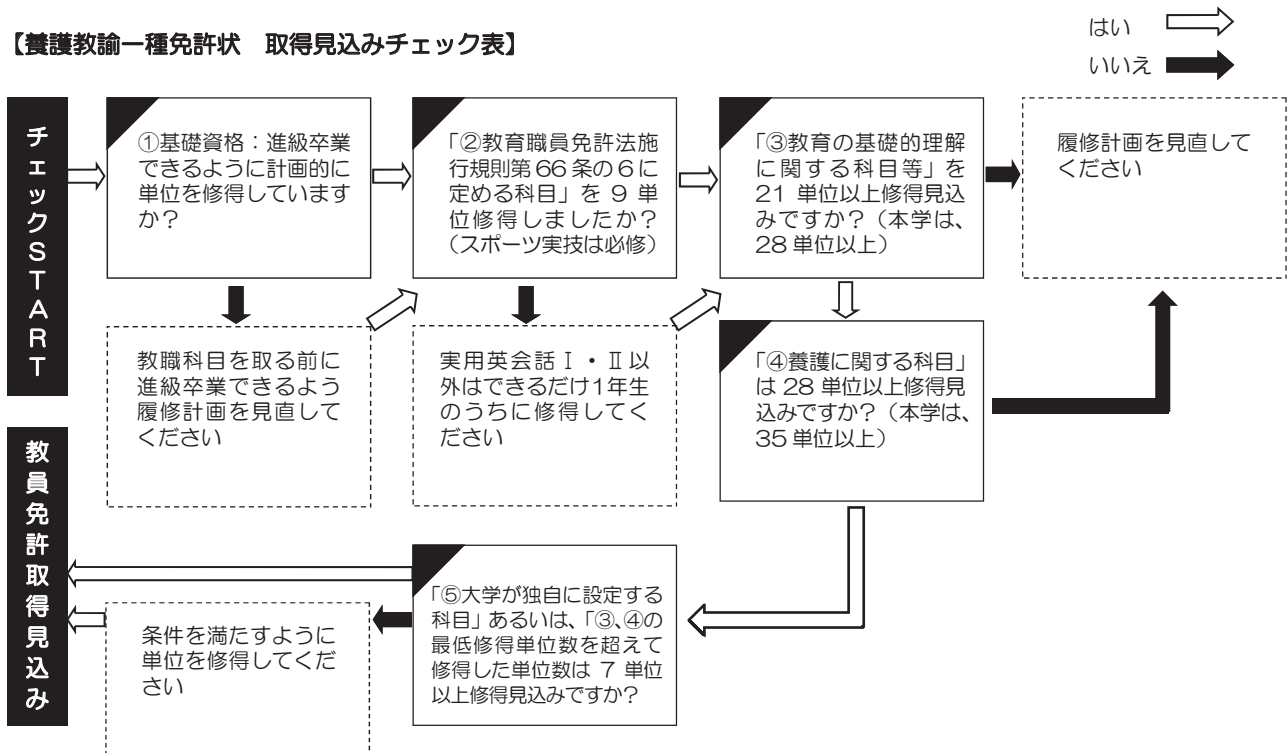 【養護教諭一種免許状 取得見込みチェック表】
はい
いいえ
チェックSTART
①基礎資格:進級卒業
できるように計画的に
単位を修得しています
か?
「②教育職員免許法施
行規則第66条の6に
定める科目」を 9 単
位修得しましたか?
(スポーツ実技は必修)
「③教育の基礎的理解
に関する科目等」を
21 単位以上修得見込
みですか?(本学は、
28単位以上)
履修計画を見直して
ください
教職科目を取る前に
進級卒業できるよう
履修計画を見直して
ください
実用英会話Ⅰ・Ⅱ以
外はできるだけ1年生
のうちに修得してく
ださい
「④養護に関する科目」
は 28 単位以上修得見
込みですか?(本学は、
35単位以上)
教員免許取得見込み
条件を満たすように
単位を修得してくだ
さい
「⑤大学が独自に設定する
科目」あるいは、「③、④の
最低修得単位数を超えて
修得した単位数は 7 単位
以上修得見込みですか?